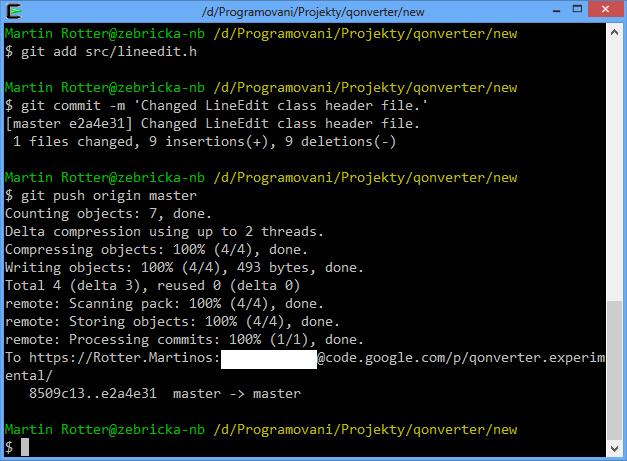 /d/Programovani/Projekty/qonverter/new
Martin Rotter@zebricka-nb /d/Programovani/Projekty/qonverter/new
$ git add src/lineedit.h
Martin Rotter@zebricka-nb /d/Programovani/Projekty/qonverter/new
$ git commit -m 'Changed LineEdit class header file.'
[master e2a4e31] Changed LineEdit class header file.
1 files changed, 9 insertions(+), 9 deletions(-)
Martin Rotter@zebricka-nb /d/Programovani/Projekty/qonverter/new
$ git push origin master
Counting objects: 7, done.
Delta compression using up to 2 threads.
Compressing objects: 100% (4/4), done.
Writing objects: 100% (4/4), 493 bytes, done.
Total 4 (delta 3), reused 0 (delta 0)
remote: Scanning pack: 100% (4/4), done.
remote: Storing objects: 100% (4/4), done.
remote: Processing commits: 100% (1/1), done.
To https://Rotter.Martinos:@code.google.com/p/qonverter.experim
ental/
8509c13..e2a4e31  master -> master
Martin Rotter@zebricka-nb /d/Programovani/Projekty/qonverter/new
$